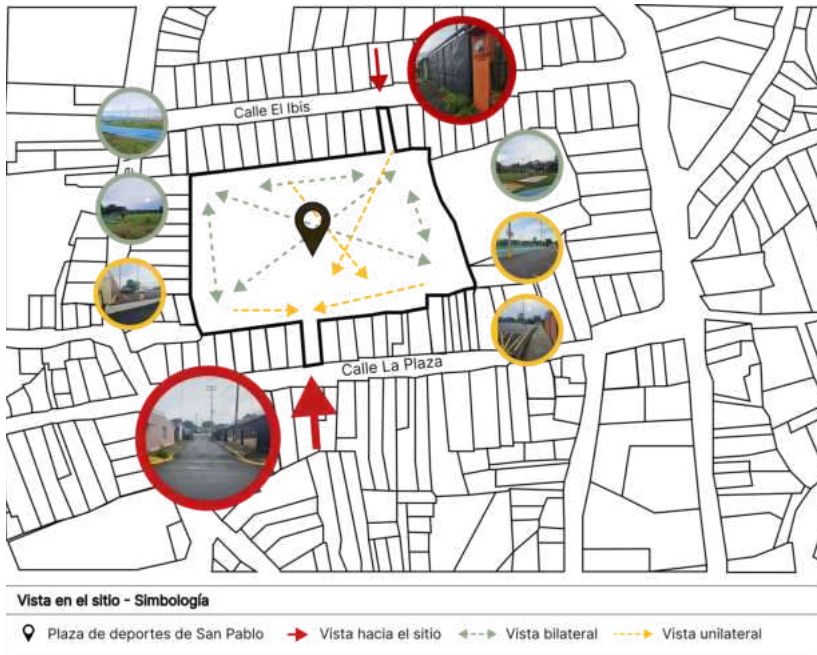 Calle El Ibis
Calle La Plaza
Vista en el sitio - Simbología
Plaza de deportes de San Pablo
Vista hacia el sitio
Vista bilateral
Vista unilateral